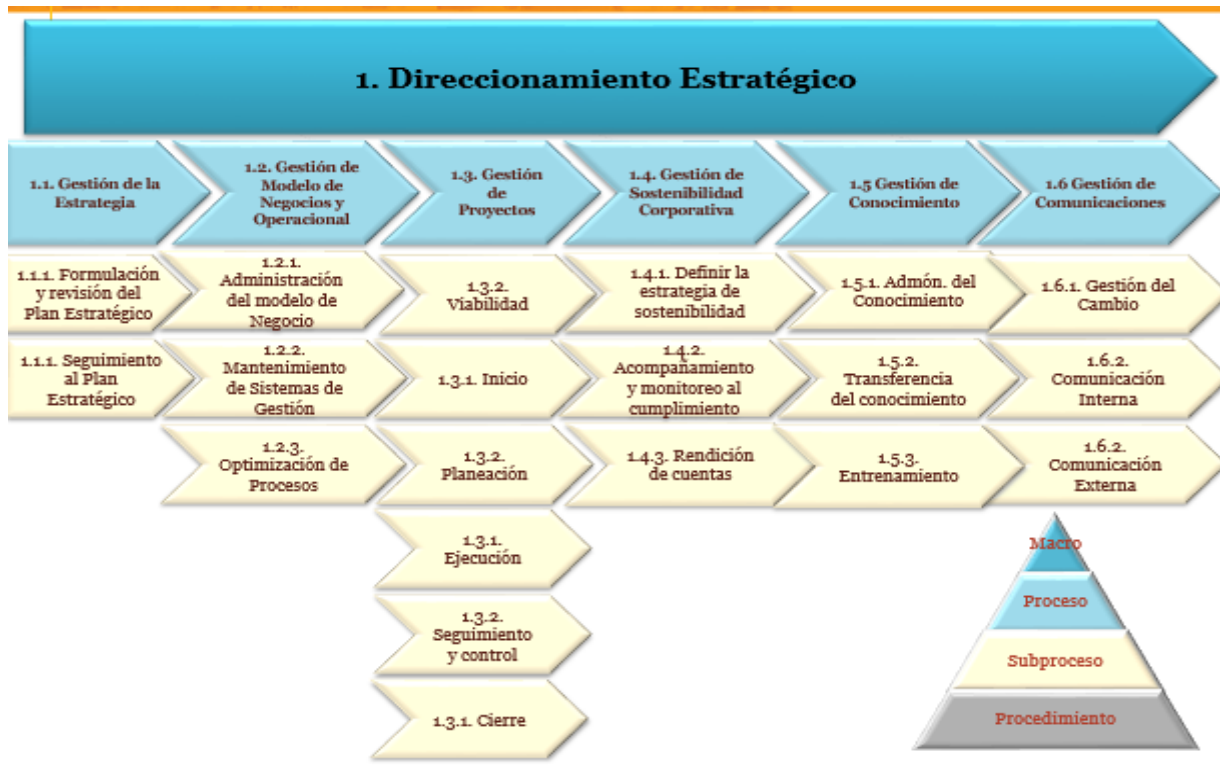 1. Direccionamiento Estratégico
1.1. Gestión de la
Estrategia
1.2. Gestión de
Modelo de
Negocios y
Operacional
1.3. Gestión
de
Proyectos
1.4. Gestión de
Sostenibilidad
Corporativa
1.5 Gestión de
Conocimiento
1.6 Gestión de
Comunicaciones
1.1.1. Formulación
y revisión del
Plan Estratégico
1.2.1.
Administración
del modelo de
Negocio
1.3.2.
Viabilidad
1.4.1. Definir la
estrategia de
sostenibilidad
1.5.1. Admón. del
Conocimiento
1.6.1. Gestión del
Cambio
1.1.1. Seguimiento
al Plan
Estratégico
1.2.2.
Mantenimiento
de Sistemas de
Gestión
1.3.1. Inicio
1.4.2.
Acompañamiento
y monitoreo al
cumplimiento
1.5.2.
Transferencia
del conocimiento
1.6.2.
Comunicación
Interna
1.2.3.
Optimización de
Procesos
1.3.2.
Planeación
1.4.3. Rendición
de cuentas
1.5.3.
Entrenamiento
1.6.2.
Comunicación
Externa
1.3.1.
Ejecución
1.3.2.
Seguimiento
y control
1.3.1. Cierre
Macro
Proceso
Subproceso
Procedimiento